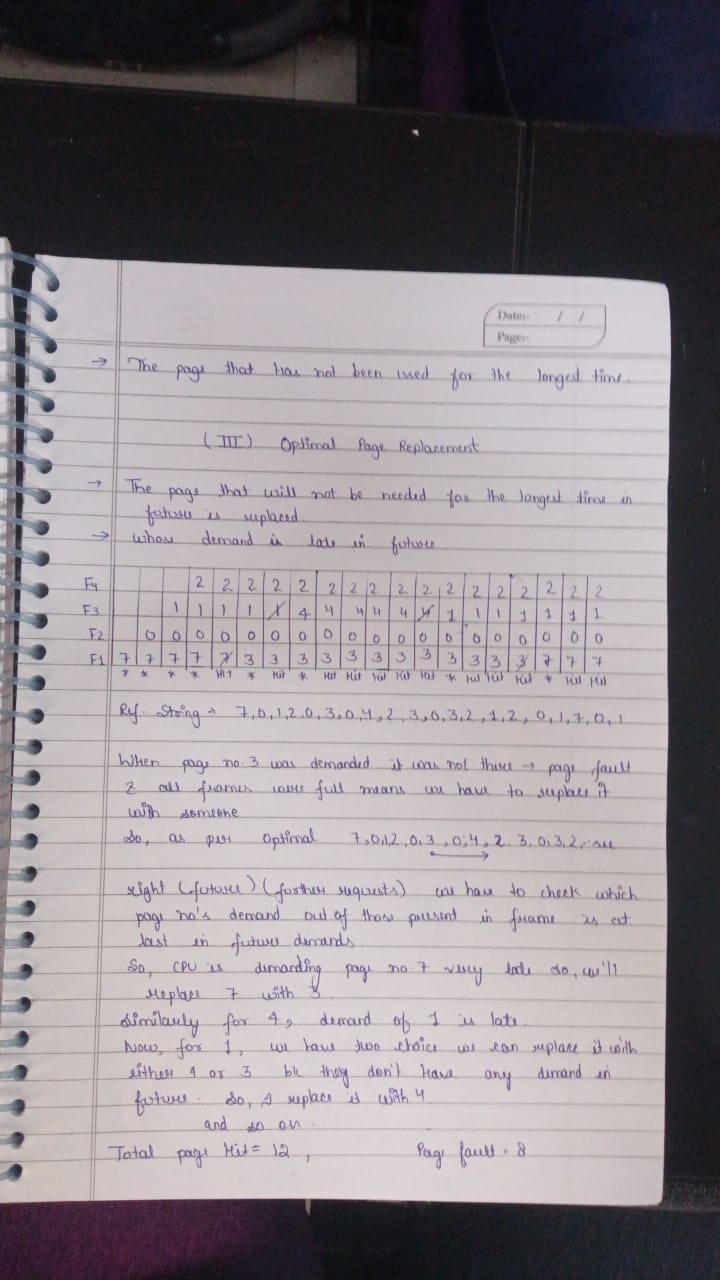 Date:- / /
Page:-
→ The page that has not been used for the longest time.
(III) Optimal Page Replacement
→ The page that will not be needed for the longest time in
future is replaced.
→ whose demand is late in future
F4 2 2 2 2 2 2 2 2 2 2 2 2 2 2 2 2 2
F3 1 1 1 1 1 4 4 4 4 4 4 1 1 1 1 1 1 1
F2 0 0 0 0 0 0 0 0 0 0 0 0 0 0 0 0 0 0 0
F1 7 7 7 7 7 3 3 3 3 3 3 3 3 3 3 3 3 7 7 7
* * * * Hit * Hit * Hit Hit Hit Hit Hit * Hit Hit Hit * Hit Hit
Ref. String → 7,0,1,2,0,3,0,4,2,3,0,3,2,1,2,0,1,7,0,1
When page no. 3 was demanded it was not there → page fault
& all frames were full means we have to replace it
with someone
So, as per Optimal 7,0,1,2,0,3,0,4,2,3,0,3,2, see
right (future) (further requests) we have to check which
page no's demand out of those present in frame is at
last in future demands.
So, CPU is demanding page no 7 very late so, we'll
replace 7 with 3
Similarly for 4, demand of 1 is late.
Now, for 1, we have two choice we can replace it with
either 4 or 3 b/c they don't have any demand in
future. So, I replace it with 4
and so on.
Total page Hit = 12, Page fault = 8